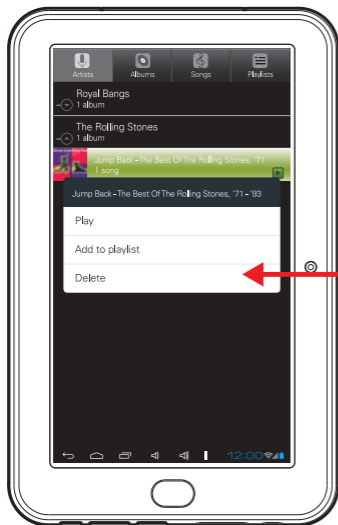 Artists Albums Songs Playlists
Royal Bangs
1 album
The Rolling Stones
1 album
Jump Back–The Best Of The Rolling Stones, '71
1 song
Jump Back–The Best Of The Rolling Stones, '71 - '93
Play
Add to playlist
Delete
12:00